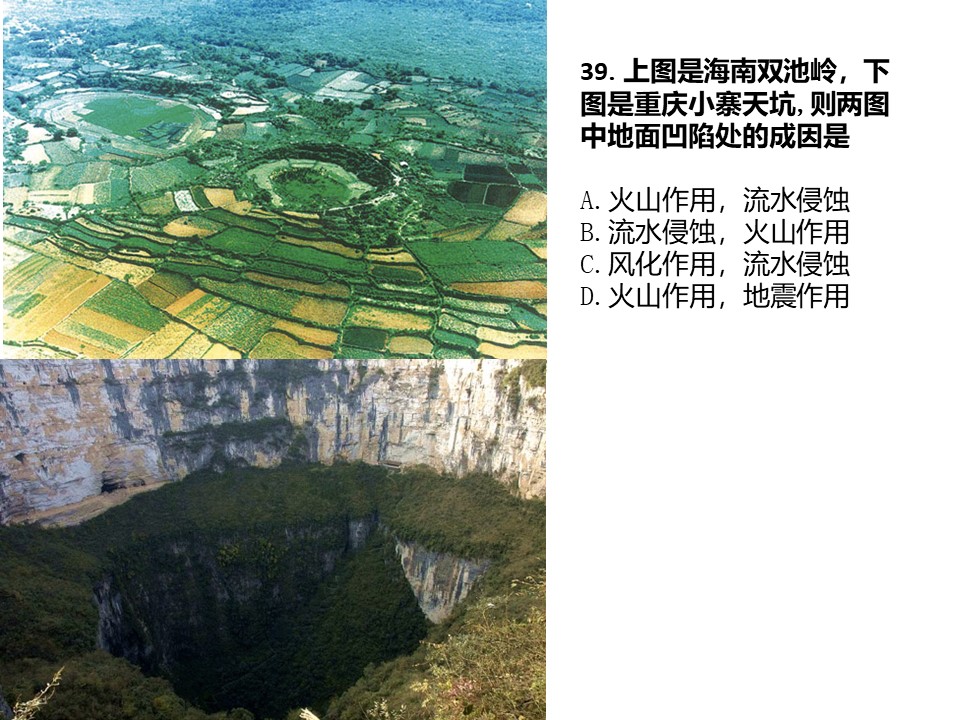 39. 上图是海南双池岭，下
图是重庆小寨天坑, 则两图
中地面凹陷处的成因是
A. 火山作用，流水侵蚀
B. 流水侵蚀，火山作用
C. 风化作用，流水侵蚀
D. 火山作用，地震作用